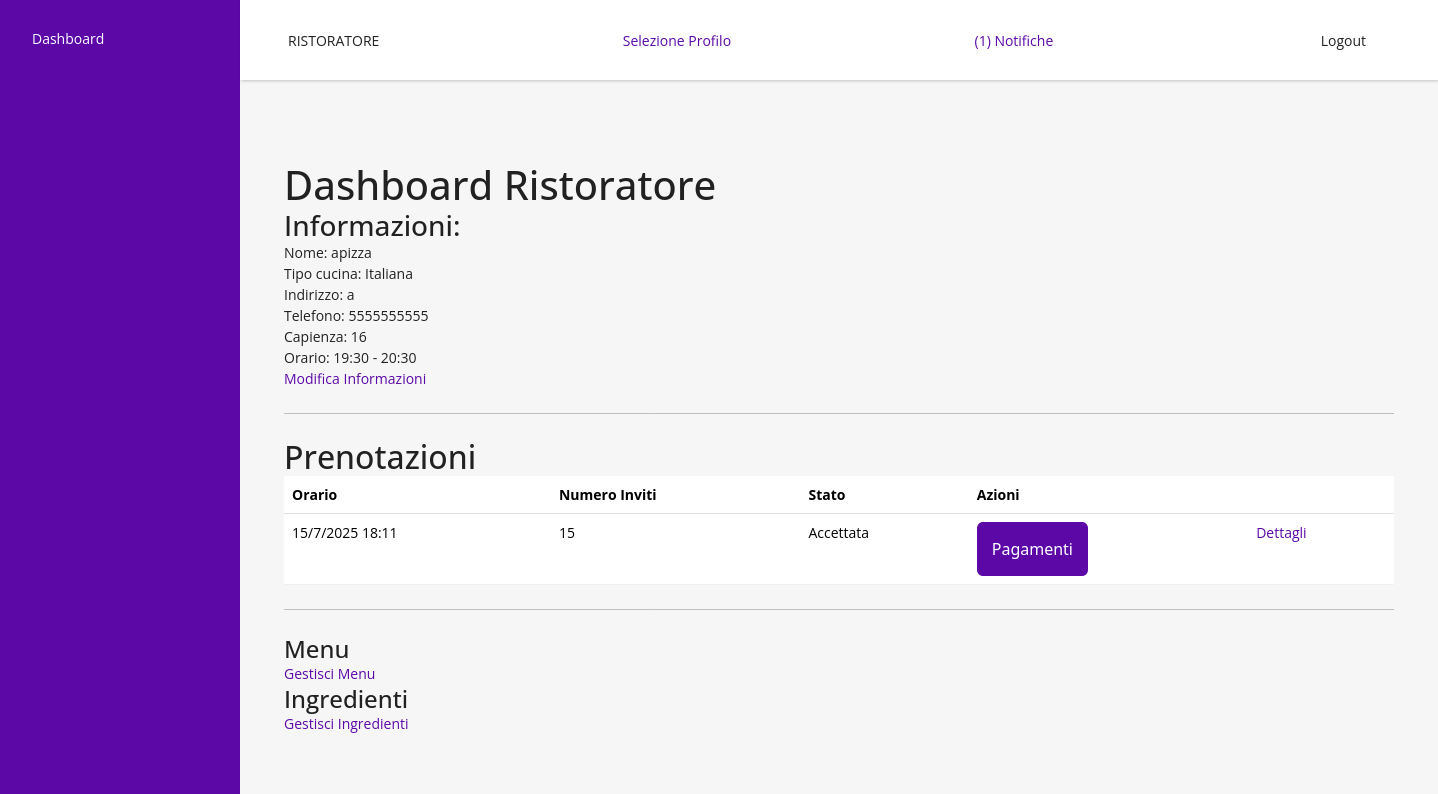 Dashboard
RISTORATORE Selezione Profilo (1) Notifiche Logout
Dashboard Ristoratore
Informazioni:
Nome: apizza
Tipo cucina: Italiana
Indirizzo: a
Telefono: 5555555555
Capienza: 16
Orario: 19:30 - 20:30
Modifica Informazioni
Prenotazioni
Orario Numero Inviti Stato Azioni
15/7/2025 18:11 15 Accettata Pagamenti Dettagli
Menu
Gestisci Menu
Ingredienti
Gestisci Ingredienti